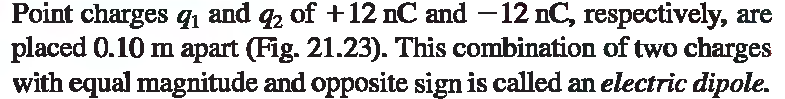 Point charges q₁ and q₂ of +12 nC and −12 nC, respectively, are
placed 0.10 m apart (Fig. 21.23). This combination of two charges
with equal magnitude and opposite sign is called an electric dipole.